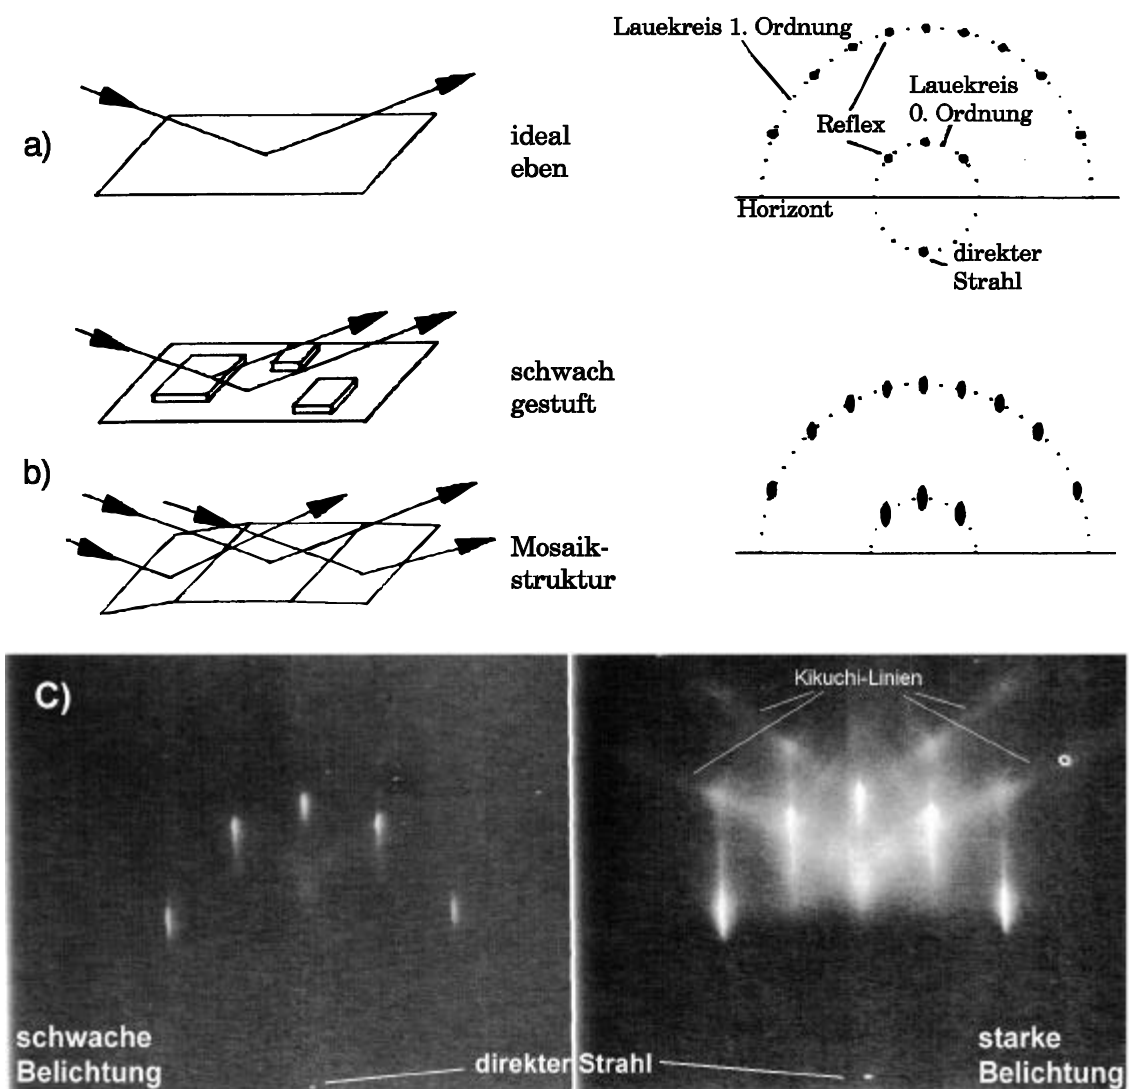 a)
ideal
eben
Lauekreis 1. Ordnung
Lauekreis
0. Ordnung
Reflex
Horizont
direkter
Strahl
schwach
gestuft
b)
Mosaik-
struktur
C)
Kikuchi-Linien
schwache
Belichtung
direkter Strahl
starke
Belichtung